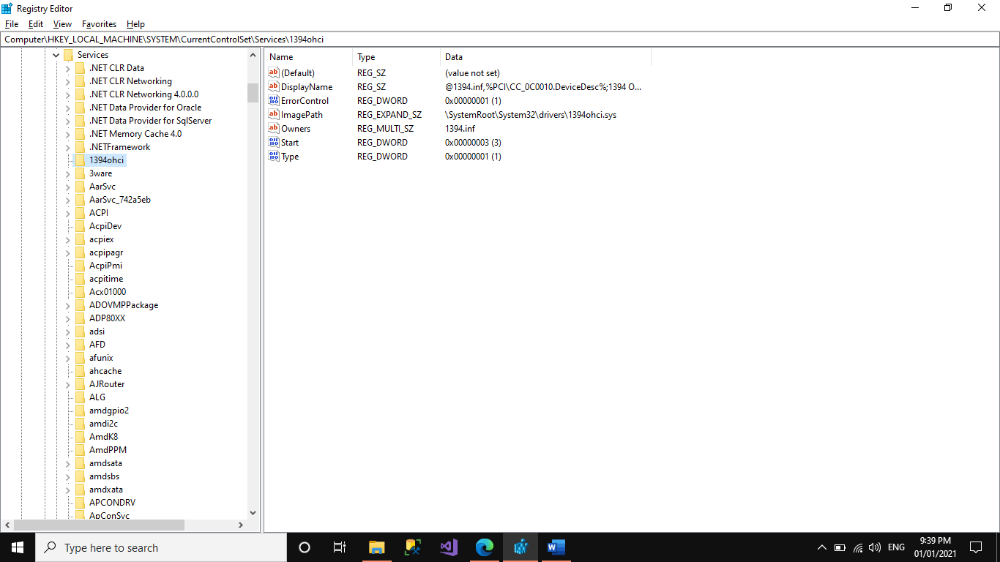 Registry Editor
File Edit View Favorites Help
Computer\HKEY_LOCAL_MACHINE\SYSTEM\CurrentControlSet\Services\1394ohci
Services
.NET CLR Data
.NET CLR Networking
.NET CLR Networking 4.0.0.0
.NET Data Provider for Oracle
.NET Data Provider for SqlServer
.NET Memory Cache 4.0
.NETFramework
1394ohci
3ware
AarSvc
AarSvc_742a5eb
ACPI
AcpiDev
acpiex
acpipagr
AcpiPmi
acpitime
Acx01000
ADOVMPPackage
ADP80XX
adsi
AFD
afunix
ahcache
AJRouter
ALG
amdgpio2
amdi2c
AmdK8
AmdPPM
amdsata
amdsbs
amdxata
APCONDRV
ApConSvc
Name Type Data
(Default) REG_SZ (value not set)
DisplayName REG_SZ @1394.inf,%PCI\CC_0C0010.DeviceDesc%;1394 O...
ErrorControl REG_DWORD 0x00000001 (1)
ImagePath REG_EXPAND_SZ \SystemRoot\System32\drivers\1394ohci.sys
Owners REG_MULTI_SZ 1394.inf
Start REG_DWORD 0x00000003 (3)
Type REG_DWORD 0x00000001 (1)
Type here to search
ENG
9:39 PM
01/01/2021